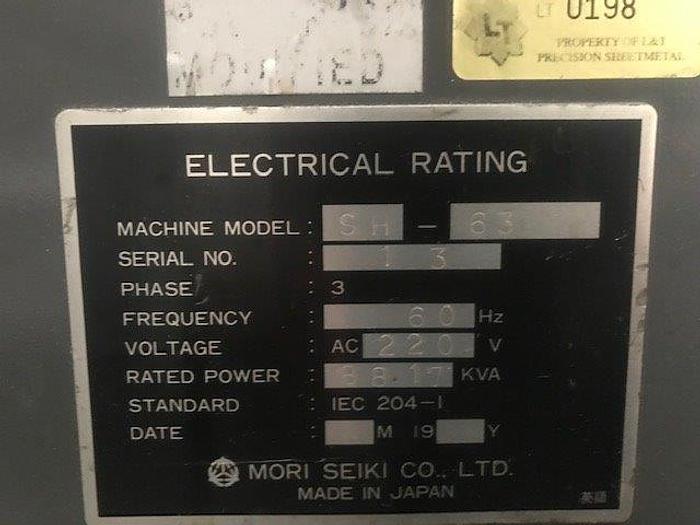 LT 0198
PROPERTY OF L&T
PRECISION SHEETMETAL
ELECTRICAL RATING
MACHINE MODEL : SH - 63
SERIAL NO. : 13
PHASE : 3
FREQUENCY : 60 Hz
VOLTAGE : AC 220 V
RATED POWER : 38.17 KVA
STANDARD : IEC 204-1
DATE : M 19 Y
MORI SEIKI CO., LTD.
MADE IN JAPAN
英語